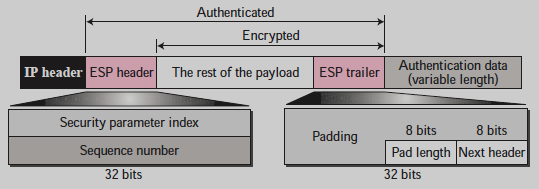 Authenticated
Encrypted
IP header
ESP header
The rest of the payload
ESP trailer
Authentication data
(variable length)
Security parameter index
Sequence number
32 bits
Padding
8 bits
8 bits
Pad length
Next header
32 bits